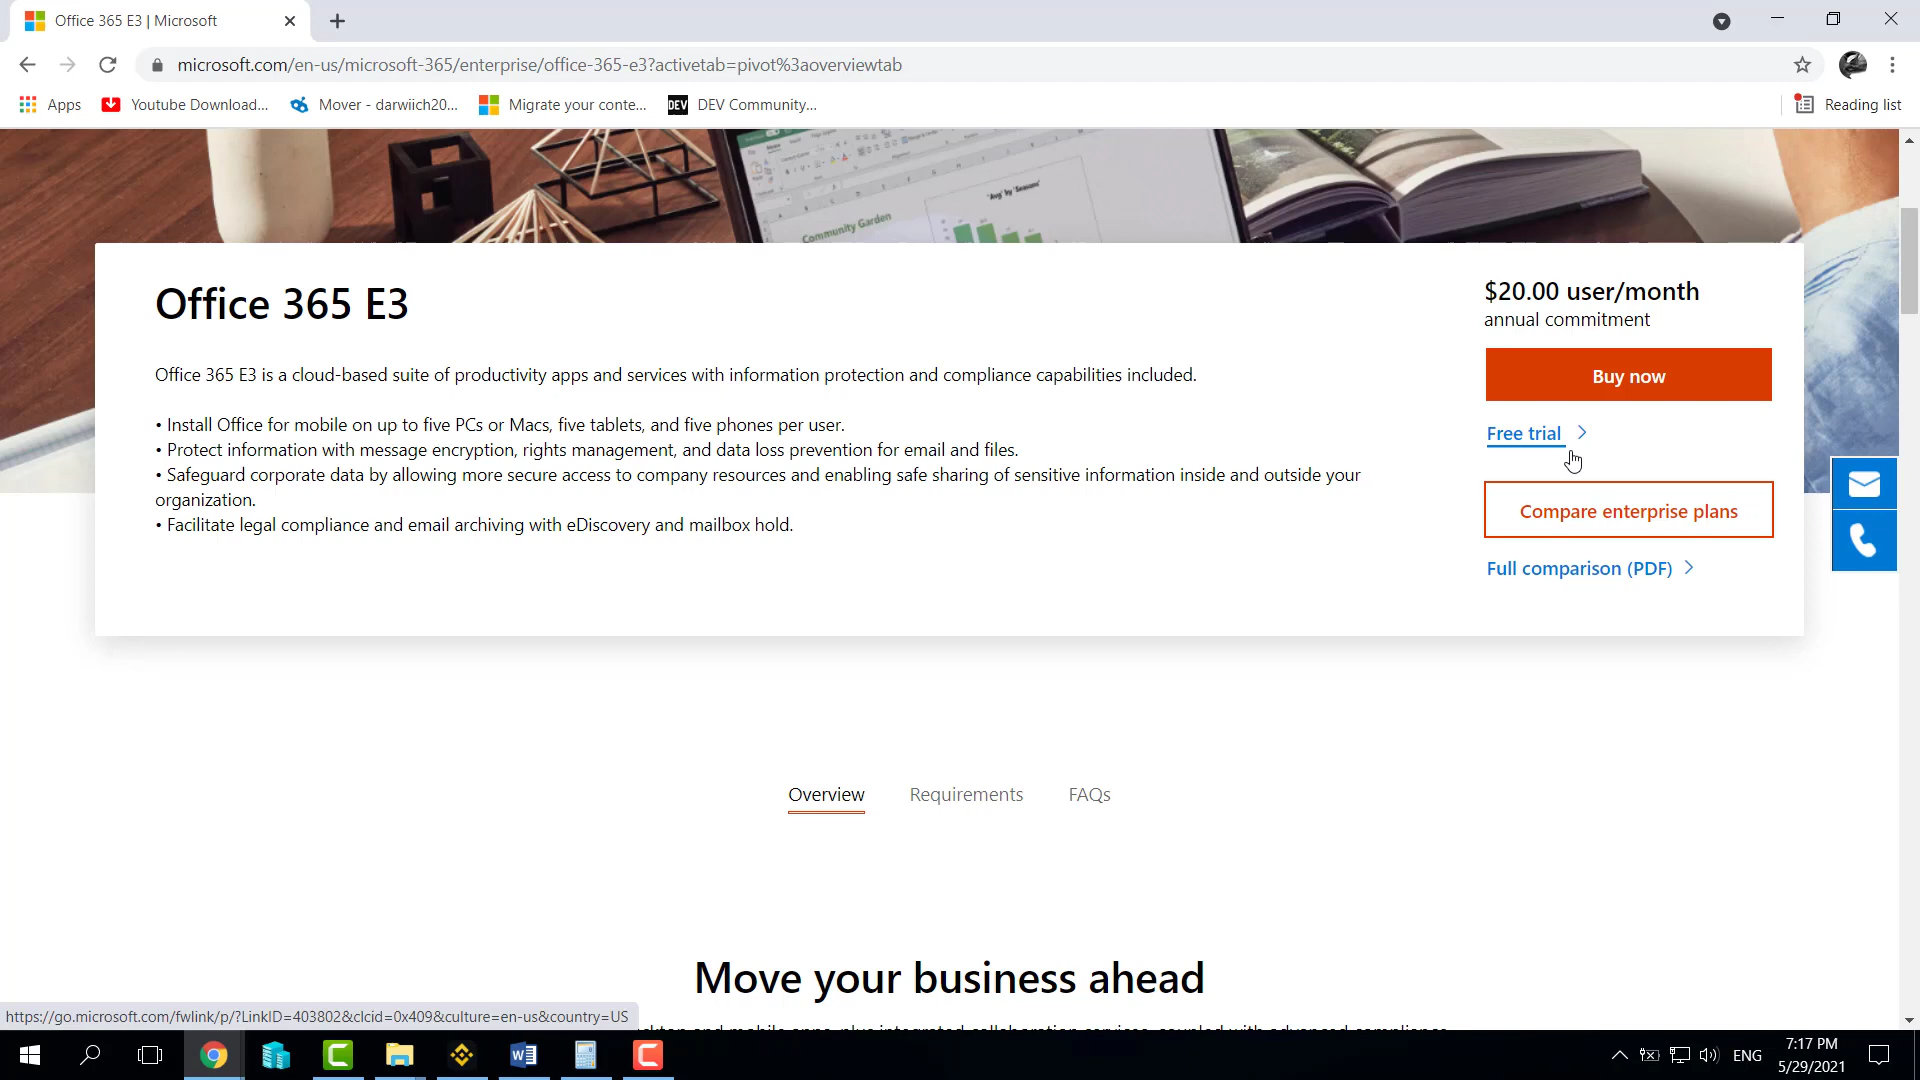 Office 365 E3 | Microsoft
microsoft.com/en-us/microsoft-365/enterprise/office-365-e3?activetab=pivot%3aoverviewtab
Apps
Youtube Download...
Mover - darwiich20...
Migrate your conte...
DEV
DEV Community...
Reading list
'Avg' by 'Seasons'
Community Garden
Office 365 E3
$20.00 user/month
annual commitment
Office 365 E3 is a cloud-based suite of productivity apps and services with information protection and compliance capabilities included.
Buy now
• Install Office for mobile on up to five PCs or Macs, five tablets, and five phones per user.
Free trial
• Protect information with message encryption, rights management, and data loss prevention for email and files.
• Safeguard corporate data by allowing more secure access to company resources and enabling safe sharing of sensitive information inside and outside your
organization.
Compare enterprise plans
• Facilitate legal compliance and email archiving with eDiscovery and mailbox hold.
Full comparison (PDF)
Overview
Requirements
FAQs
Move your business ahead
https://go.microsoft.com/fwlink/p/?LinkID=403802&clcid=0x409&culture=en-us&country=US
ENG
7:17 PM
5/29/2021